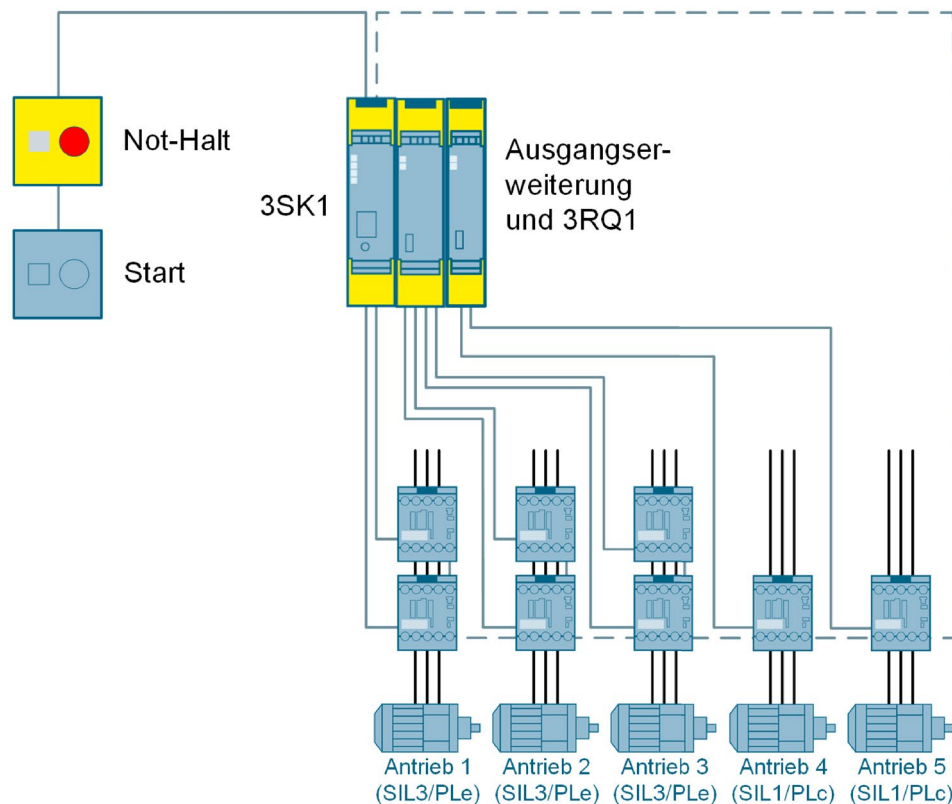 Not-Halt
Start
3SK1
Ausgangser-
weiterung
und 3RQ1
Antrieb 1
(SIL3/PLe)
Antrieb 2
(SIL3/PLe)
Antrieb 3
(SIL3/PLe)
Antrieb 4
(SIL1/PLc)
Antrieb 5
(SIL1/PLc)